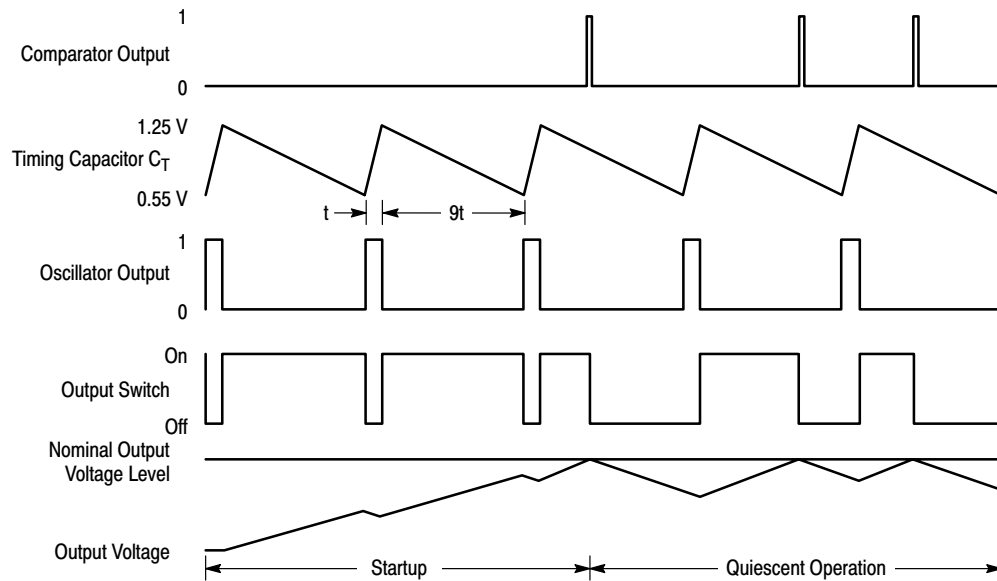 1
Comparator Output
0
1.25 V
Timing Capacitor CT
0.55 V
t
9t
1
Oscillator Output
0
On
Output Switch
Off
Nominal Output
Voltage Level
Output Voltage
Startup
Quiescent Operation